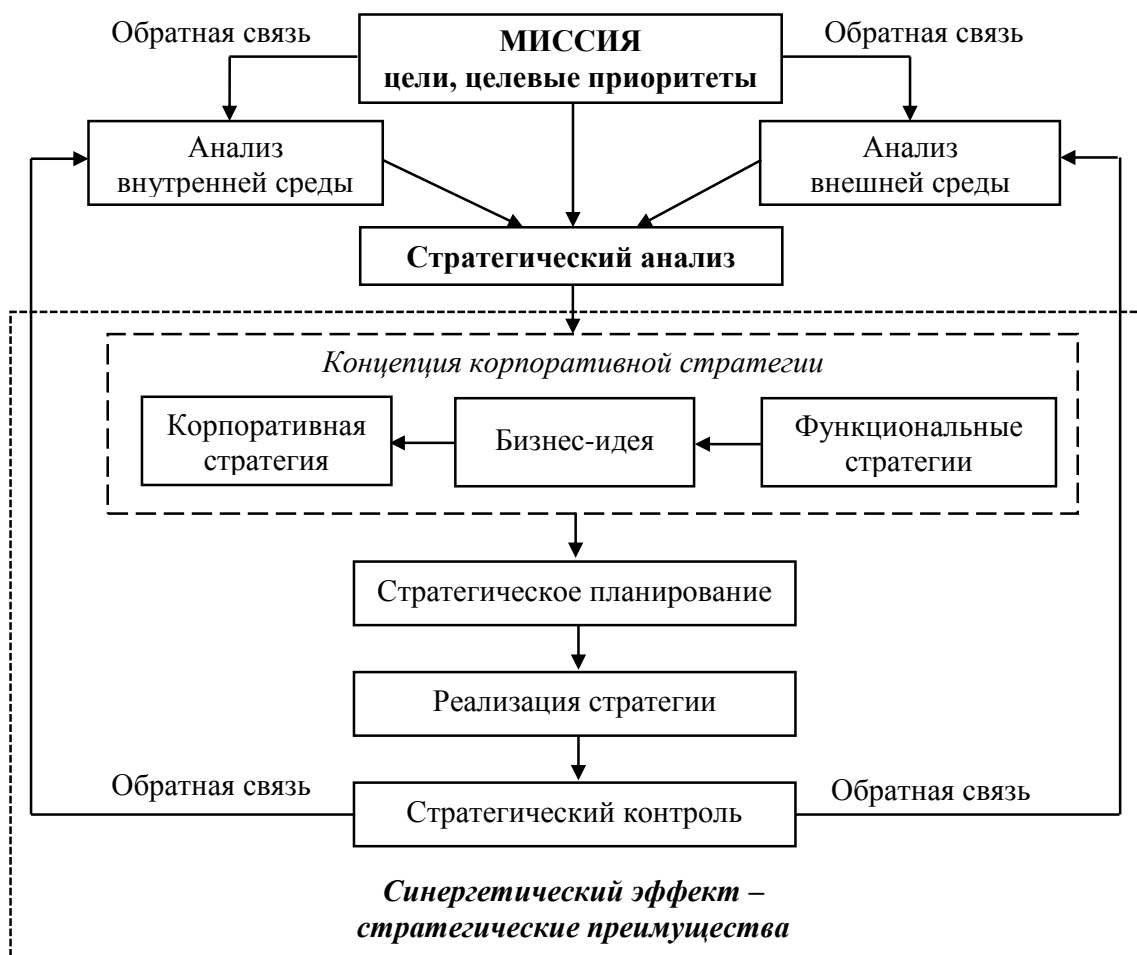 Обратная связь
МИССИЯ
цели, целевые приоритеты
Обратная связь
Анализ
внутренней среды
Анализ
внешней среды
Стратегический анализ
Концепция корпоративной стратегии
Корпоративная
стратегия
Бизнес-идея
Функциональные
стратегии
Стратегическое планирование
Реализация стратегии
Обратная связь
Стратегический контроль
Обратная связь
Синергетический эффект –
стратегические преимущества